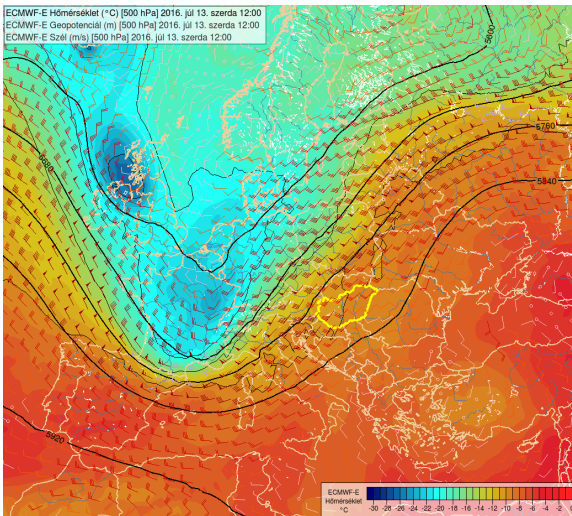 ECMWF-E Hőmérséklet (°C) [500 hPa] 2016. júl 13. szerda 12:00
ECMWF-E Geopotenciál (m) [500 hPa] 2016. júl 13. szerda 12:00
ECMWF-E Szél (m/s) [500 hPa] 2016. júl 13. szerda 12:00
5600
5760
5840
5680
5920
ECMWF-E
Hőmérséklet
°C
-30 -28 -26 -24 -22 -20 -18 -16 -14 -12 -10 -8 -6 -4 -2